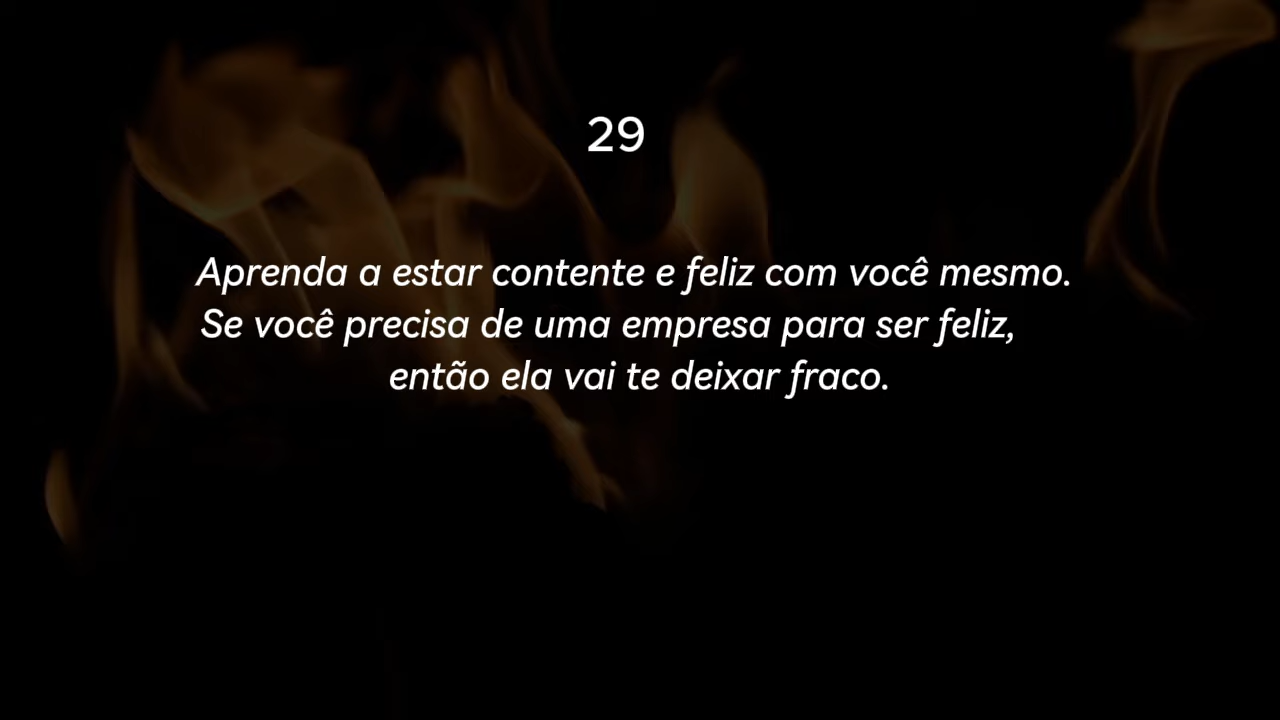 29
Aprenda a estar contente e feliz com você mesmo.
Se você precisa de uma empresa para ser feliz,
então ela vai te deixar fraco.